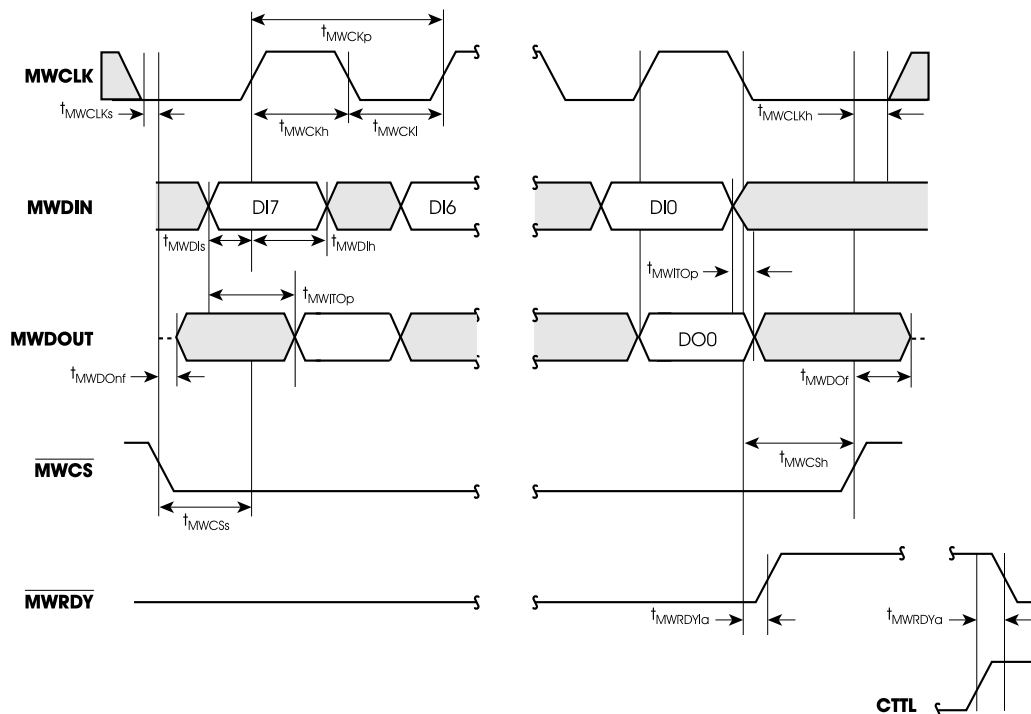 tMWCKp
MWCLK
tMWCLKs
tMWCKh
tMWCKl
tMWCLKh
MWDIN
DI7
DI6
DI0
tMWDIs
tMWDIh
tMWITOp
tMWITOp
MWDOUT
DO0
tMWDOnf
tMWDOf
MWCS
tMWCSh
tMWCSs
MWRDY
tMWRDYIa
tMWRDYa
CTTL